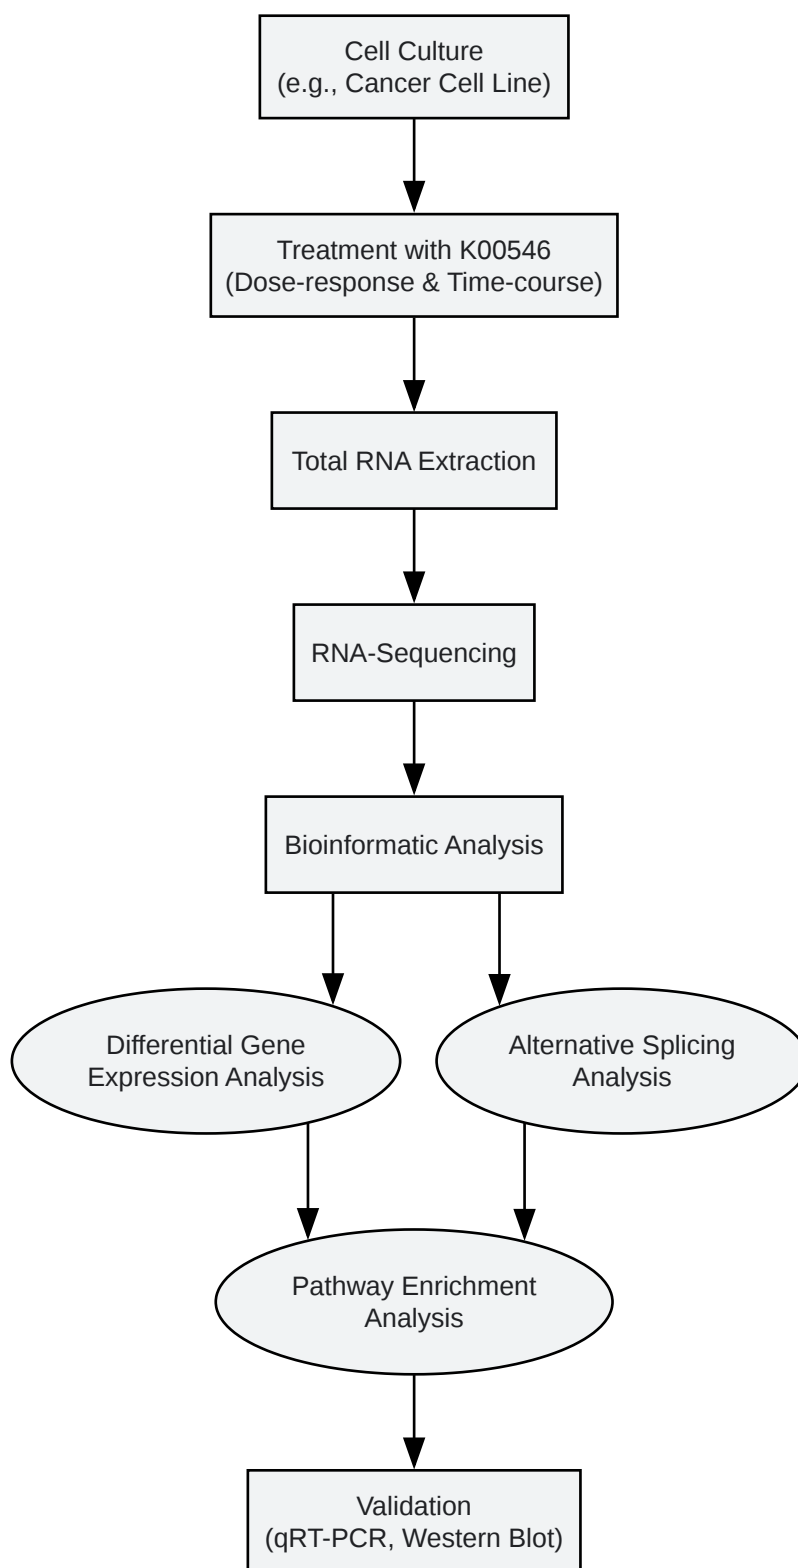 Cell Culture
(e.g., Cancer Cell Line)
Treatment with K00546
(Dose-response & Time-course)
Total RNA Extraction
RNA-Sequencing
Bioinformatic Analysis
Differential Gene
Expression Analysis
Alternative Splicing
Analysis
Pathway Enrichment
Analysis
Validation
(qRT-PCR, Western Blot)